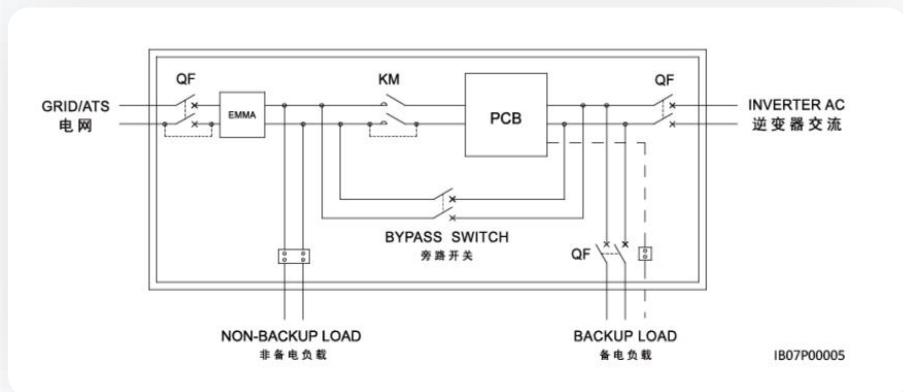 QF
KM
QF
GRID/ATS
电网
EMMA
PCB
INVERTER AC
逆变器交流
BYPASS SWITCH
旁路开关
QF
NON-BACKUP LOAD
非备电负载
BACKUP LOAD
备电负载
IB07P00005